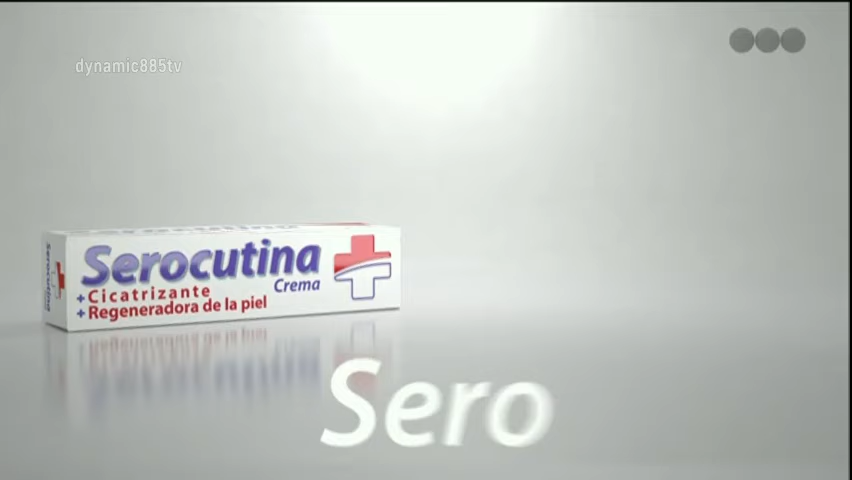 dynamic885tv
Serocutina
Serocutina
Crema
+Cicatrizante
+Regeneradora de la piel
Sero